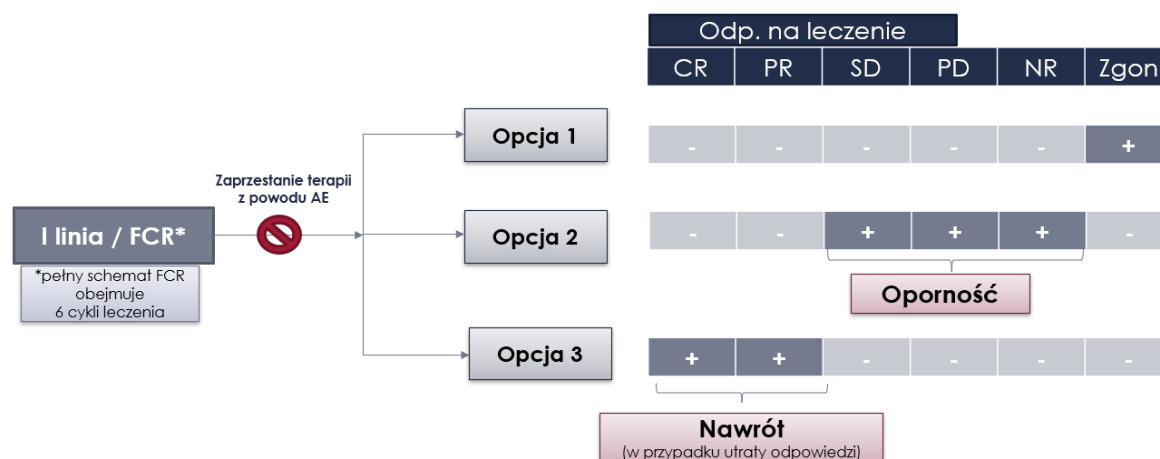 Odp. na leczenie
CR PR SD PD NR Zgon
Opcja 1
- - - - - +
Zaprzestanie terapii
z powodu AE
I linia / FCR*
*pełny schemat FCR
obejmuje
6 cykli leczenia
Opcja 2
- - + + + -
Oporność
Opcja 3
+ + - - - -
Nawrót
(w przypadku utraty odpowiedzi)